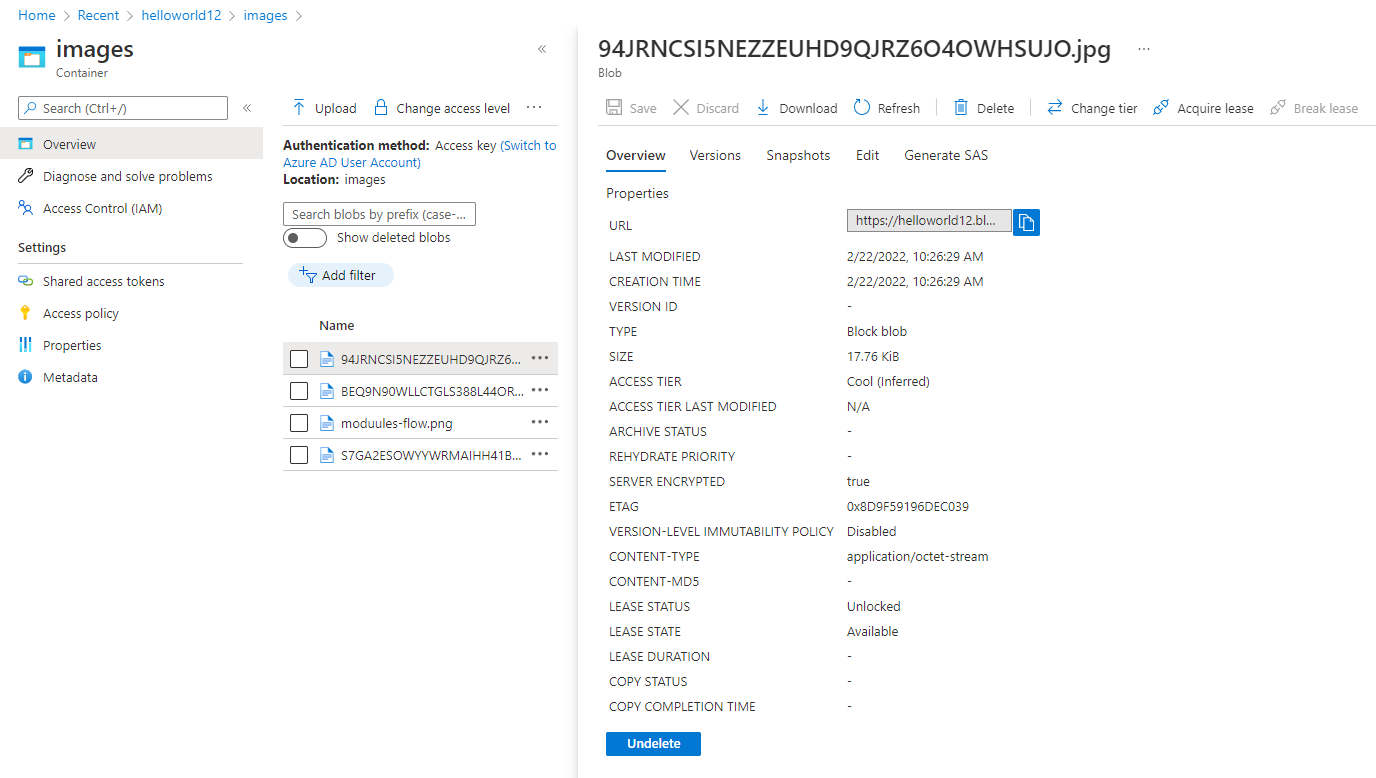 Home > Recent > helloworld12 > images >
images
Container
Search (Ctrl+/)
Overview
Diagnose and solve problems
Access Control (IAM)
Settings
Shared access tokens
Access policy
Properties
Metadata
Upload Change access level ...
Authentication method: Access key (Switch to
Azure AD User Account)
Location: images
Search blobs by prefix (case-...
Show deleted blobs
Add filter
Name
94JRNCSI5NEZZEUHD9QJRZ6... ...
BEQ9N90WLLCTGLS388L44OR... ...
moduules-flow.png ...
S7GA2ESOWYYWRMAIHH41B... ...
94JRNCSI5NEZZEUHD9QJRZ6O4OWHSUJO.jpg ...
Blob
Save Discard Download Refresh Delete Change tier Acquire lease Break lease
Overview Versions Snapshots Edit Generate SAS
Properties
URL https://helloworld12.bl...
LAST MODIFIED 2/22/2022, 10:26:29 AM
CREATION TIME 2/22/2022, 10:26:29 AM
VERSION ID -
TYPE Block blob
SIZE 17.76 KiB
ACCESS TIER Cool (Inferred)
ACCESS TIER LAST MODIFIED N/A
ARCHIVE STATUS -
REHYDRATE PRIORITY -
SERVER ENCRYPTED true
ETAG 0x8D9F59196DEC039
VERSION-LEVEL IMMUTABILITY POLICY Disabled
CONTENT-TYPE application/octet-stream
CONTENT-MD5 -
LEASE STATUS Unlocked
LEASE STATE Available
LEASE DURATION -
COPY STATUS -
COPY COMPLETION TIME -
Undelete